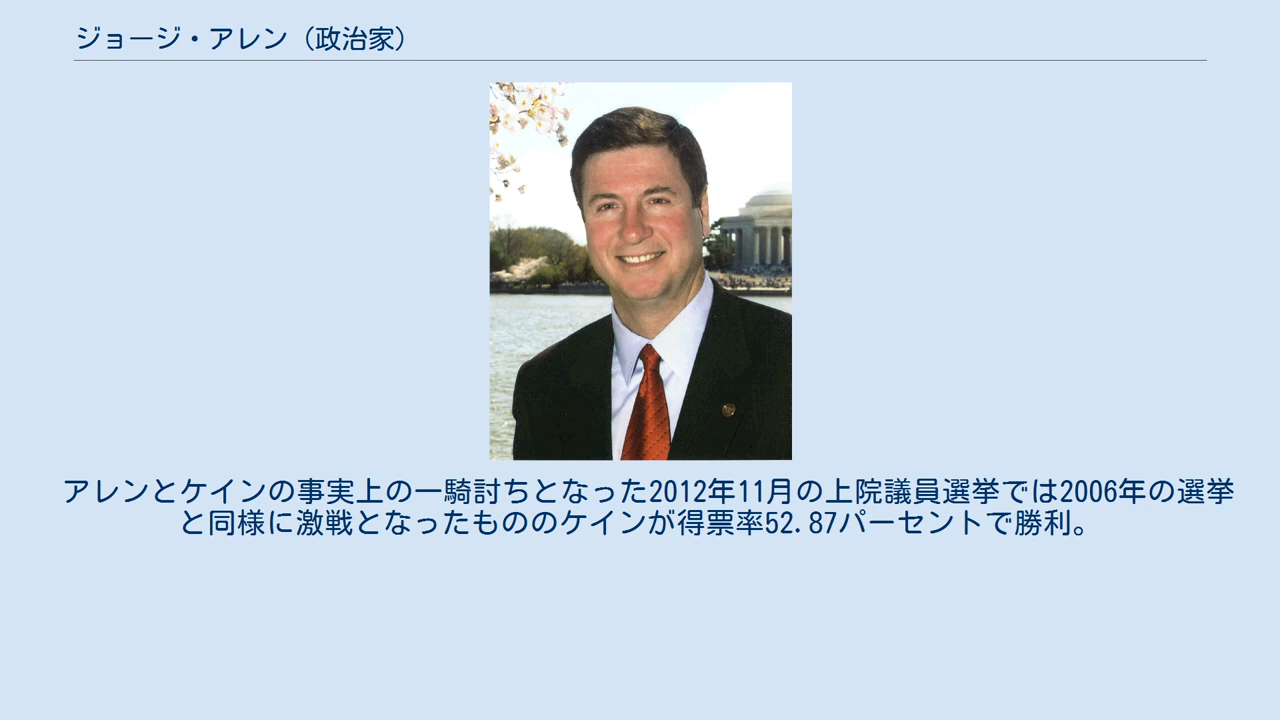 ジョージ・アレン（政治家）
アレンとケインの事実上の一騎討ちとなった2012年11月の上院議員選挙では2006年の選挙
と同様に激戦となったもののケインが得票率52.87パーセントで勝利。